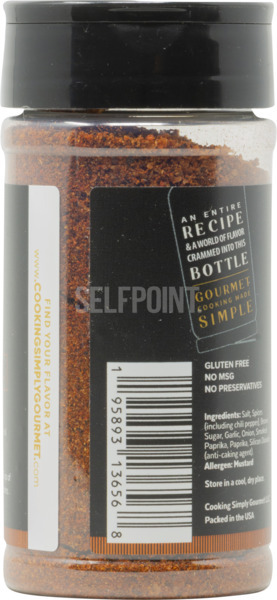 AN ENTIRE
RECIPE
& A WORLD OF FLAVOR
CRAMMED INTO THIS
BOTTLE
GOURMET
COOKING MADE
SIMPLE
SELFPOINT
FIND YOUR FLAVOR AT
www.COOKINGSIMPLYGOURMET.com
GLUTEN FREE
NO MSG
NO PRESERVATIVES
Ingredients: Salt, Spices
(including chili pepper),
Sugar, Garlic, Onion,
Paprika, Paprika, Silicon
(anti-caking agent).
Allergen: Mustard
Store in a cool, dry place
Cooking Simply Gourmet
Packed in the USA
1 95893 13656 8